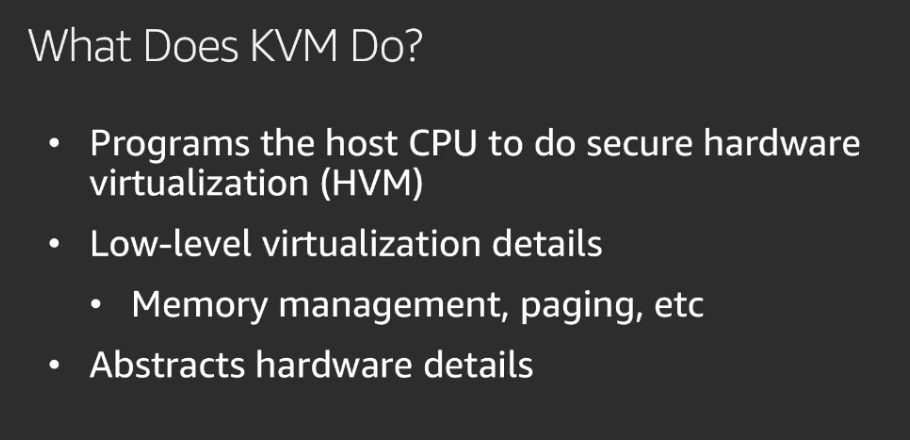 What Does KVM Do?
• Programs the host CPU to do secure hardware
virtualization (HVM)
• Low-level virtualization details
• Memory management, paging, etc
• Abstracts hardware details